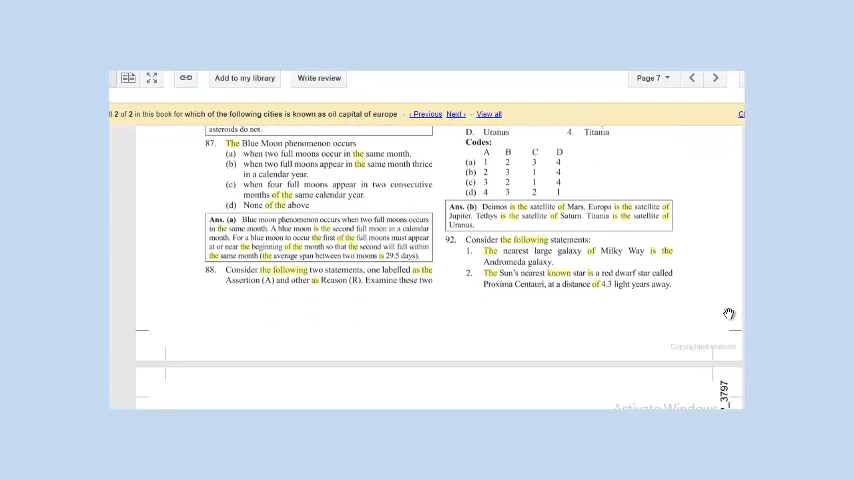 Add to my library
Write review
Page 7
2 of 2 in this book for which of the following cities is known as oil capital of europe - ‹ Previous Next › - View all
asteroids do not.
87. The Blue Moon phenomenon occurs
(a) when two full moons occur in the same month.
(b) when two full moons appear in the same month thrice
in a calendar year.
(c) when four full moons appear in two consecutive
months of the same calendar year.
(d) None of the above
Ans. (a) Blue moon phenomenon occurs when two full moons occurs
in the same month. A blue moon is the second full moon in a calendar
month. For a blue moon to occur the first of the full moons must appear
at or near the beginning of the month so that the second will full within
the same month (the average span between two moons is 29.5 days).
88. Consider the following two statements, one labelled as the
Assertion (A) and other as Reason (R). Examine these two
D. Uranus 4. Titania
Codes:
A B C D
(a) 1 2 3 4
(b) 2 3 1 4
(c) 3 2 1 4
(d) 4 3 2 1
Ans. (b) Deimos is the satellite of Mars. Europa is the satellite of
Jupiter. Tethys is the satellite of Saturn. Titania is the satellite of
Uranus.
92. Consider the following statements:
1. The nearest large galaxy of Milky Way is the
Andromeda galaxy.
2. The Sun's nearest known star is a red dwarf star called
Proxima Centauri, at a distance of 4.3 light years away.
Copyrighted material
_3797
Activate Windows